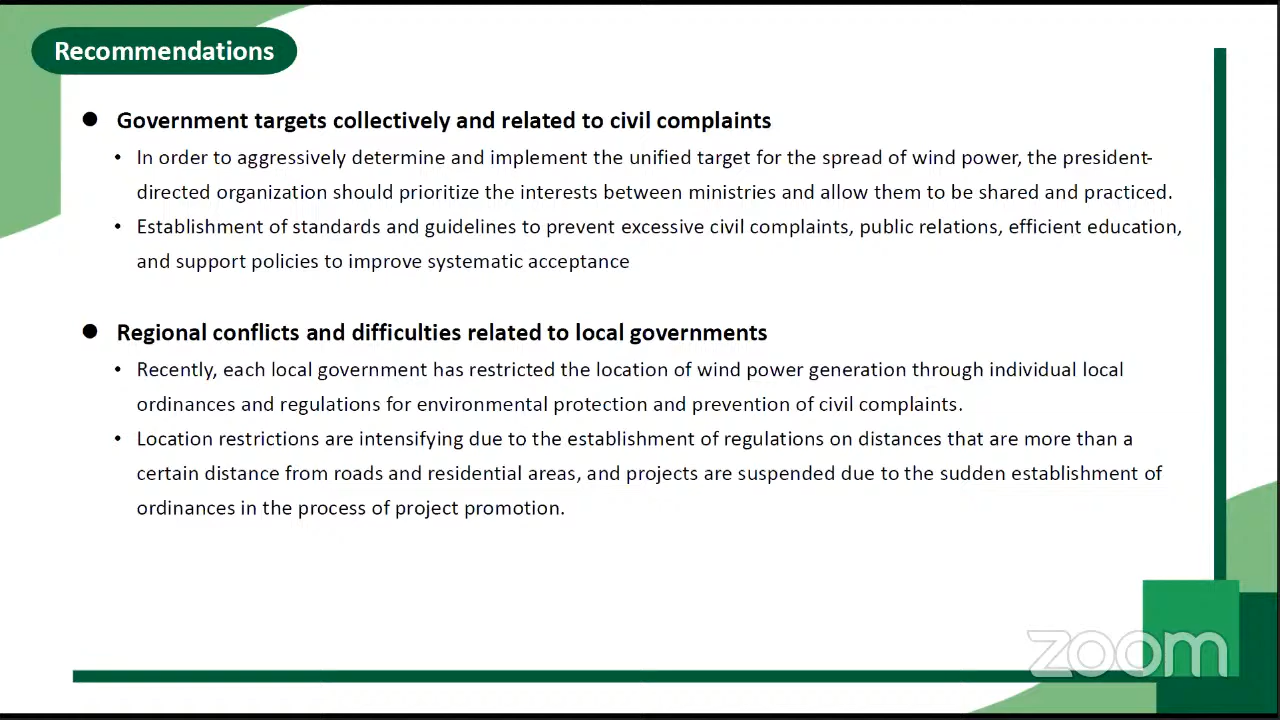 Recommendations
● Government targets collectively and related to civil complaints
• In order to aggressively determine and implement the unified target for the spread of wind power, the president-
directed organization should prioritize the interests between ministries and allow them to be shared and practiced.
• Establishment of standards and guidelines to prevent excessive civil complaints, public relations, efficient education,
and support policies to improve systematic acceptance
● Regional conflicts and difficulties related to local governments
• Recently, each local government has restricted the location of wind power generation through individual local
ordinances and regulations for environmental protection and prevention of civil complaints.
• Location restrictions are intensifying due to the establishment of regulations on distances that are more than a
certain distance from roads and residential areas, and projects are suspended due to the sudden establishment of
ordinances in the process of project promotion.
zoom